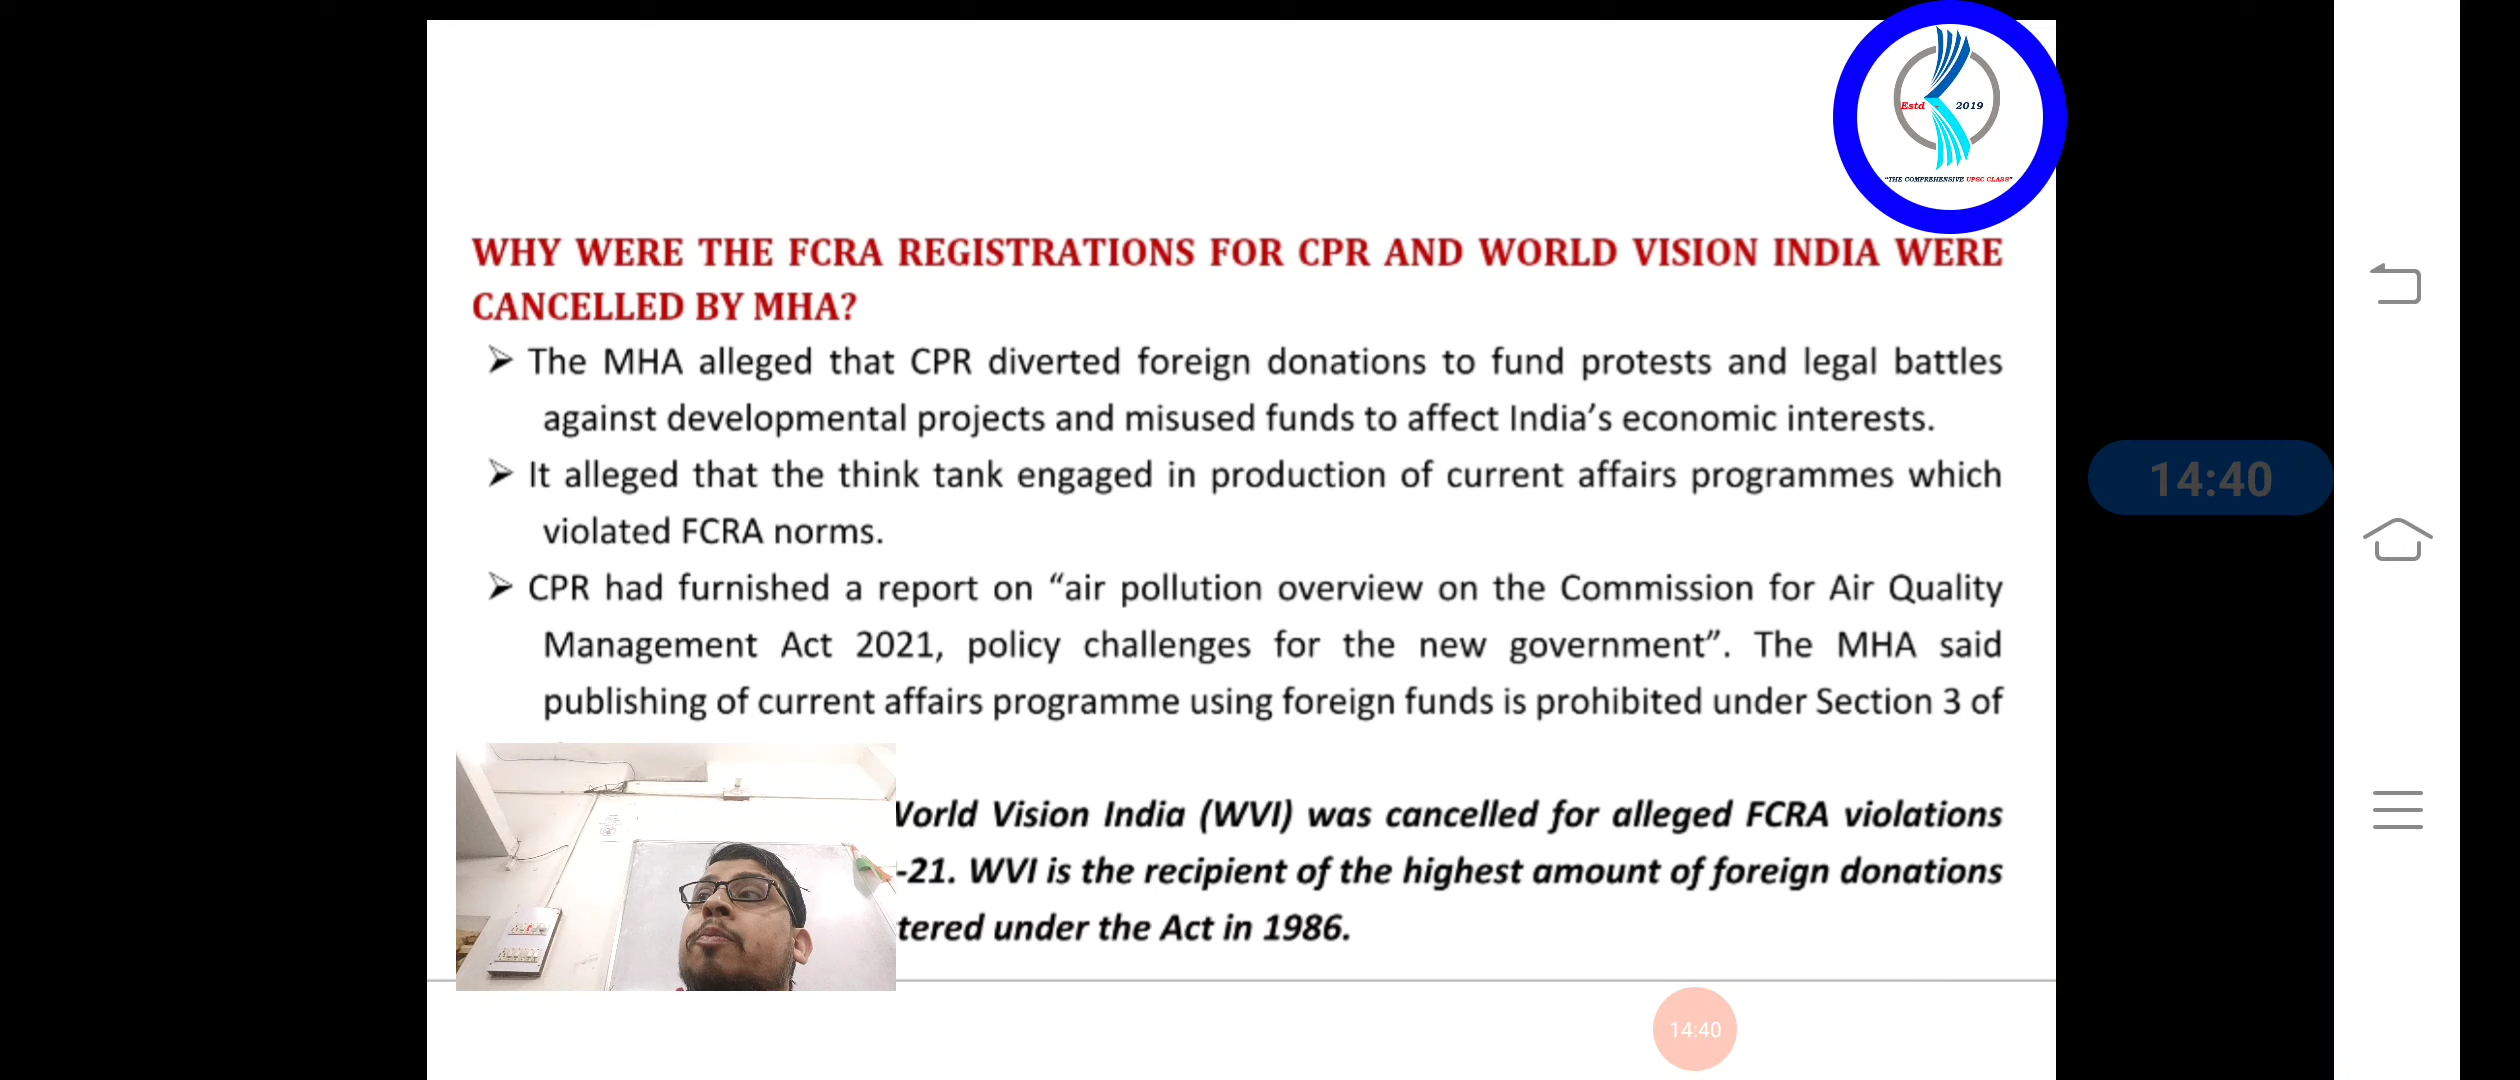 Estd 2019
"THE COMPREHENSIVE UPSC CLASS"
WHY WERE THE FCRA REGISTRATIONS FOR CPR AND WORLD VISION INDIA WERE
CANCELLED BY MHA?
➢ The MHA alleged that CPR diverted foreign donations to fund protests and legal battles
against developmental projects and misused funds to affect India's economic interests.
➢ It alleged that the think tank engaged in production of current affairs programmes which
violated FCRA norms.
➢ CPR had furnished a report on "air pollution overview on the Commission for Air Quality
Management Act 2021, policy challenges for the new government". The MHA said
publishing of current affairs programme using foreign funds is prohibited under Section 3 of
Vision India (WVI) was cancelled for alleged FCRA violations
-21. WVI is the recipient of the highest amount of foreign donations
under the Act in 1986.
14:40
14:40